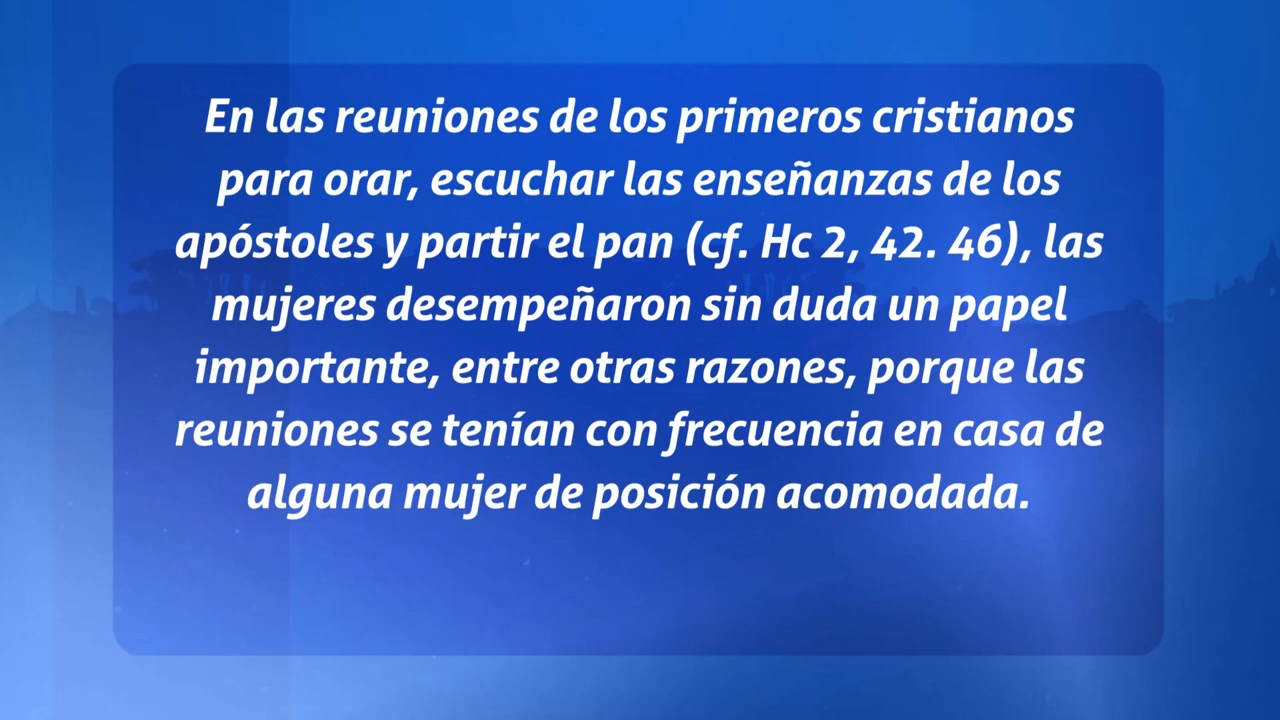 En las reuniones de los primeros cristianos
para orar, escuchar las enseñanzas de los
apóstoles y partir el pan (cf. Hc 2, 42. 46), las
mujeres desempeñaron sin duda un papel
importante, entre otras razones, porque las
reuniones se tenían con frecuencia en casa de
alguna mujer de posición acomodada.